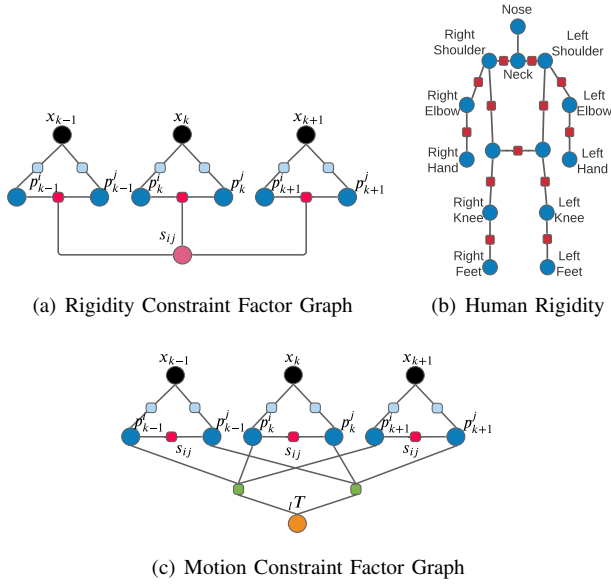 x_{k-1} x_k x_{k+1}
p^i_{k-1} p^j_{k-1} p^i_k p^j_k p^i_{k+1} p^j_{k+1}
s_{ij}
(a) Rigidity Constraint Factor Graph
Nose
Right
Shoulder
Left
Shoulder
Neck
Right
Elbow
Left
Elbow
Right
Hand
Left
Hand
Right
Knee
Left
Knee
Right
Feet
Left
Feet
(b) Human Rigidity
x_{k-1} x_k x_{k+1}
p^i_{k-1} p^j_{k-1} p^i_k p^j_k p^i_{k+1} p^j_{k+1}
s_{ij} s_{ij} s_{ij}
_lT
(c) Motion Constraint Factor Graph